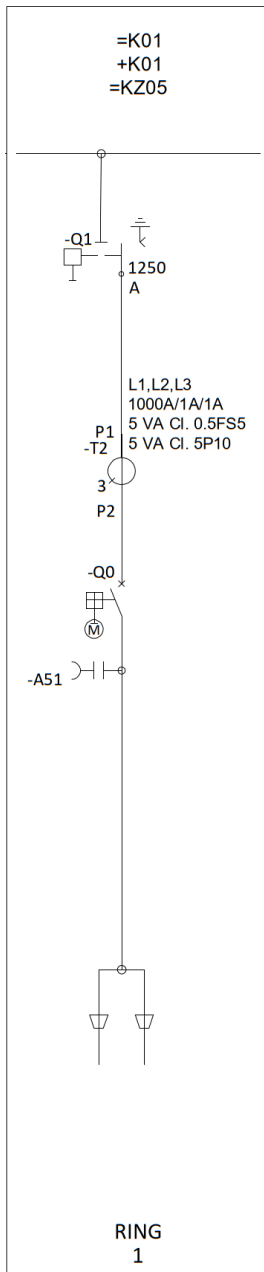 =K01
+K01
=KZ05
-Q1
1250
A
L1,L2,L3
1000A/1A/1A
P1
5 VA Cl. 0.5FS5
-T2
5 VA Cl. 5P10
3
P2
-Q0
M
-A51
RING
1